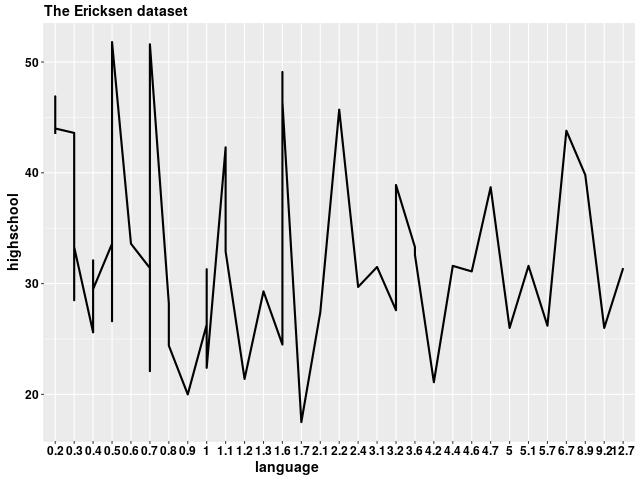 The Ericksen dataset
highschool
50
40
30
20
0.2 0.3 0.4 0.5 0.6 0.7 0.8 0.9 1 1.1 1.2 1.3 1.6 1.7 2.1 2.2 2.4 3.1 3.2 3.6 4.2 4.4 4.6 4.7 5 5.1 5.7 6.7 8.9 9.2 12.7
language